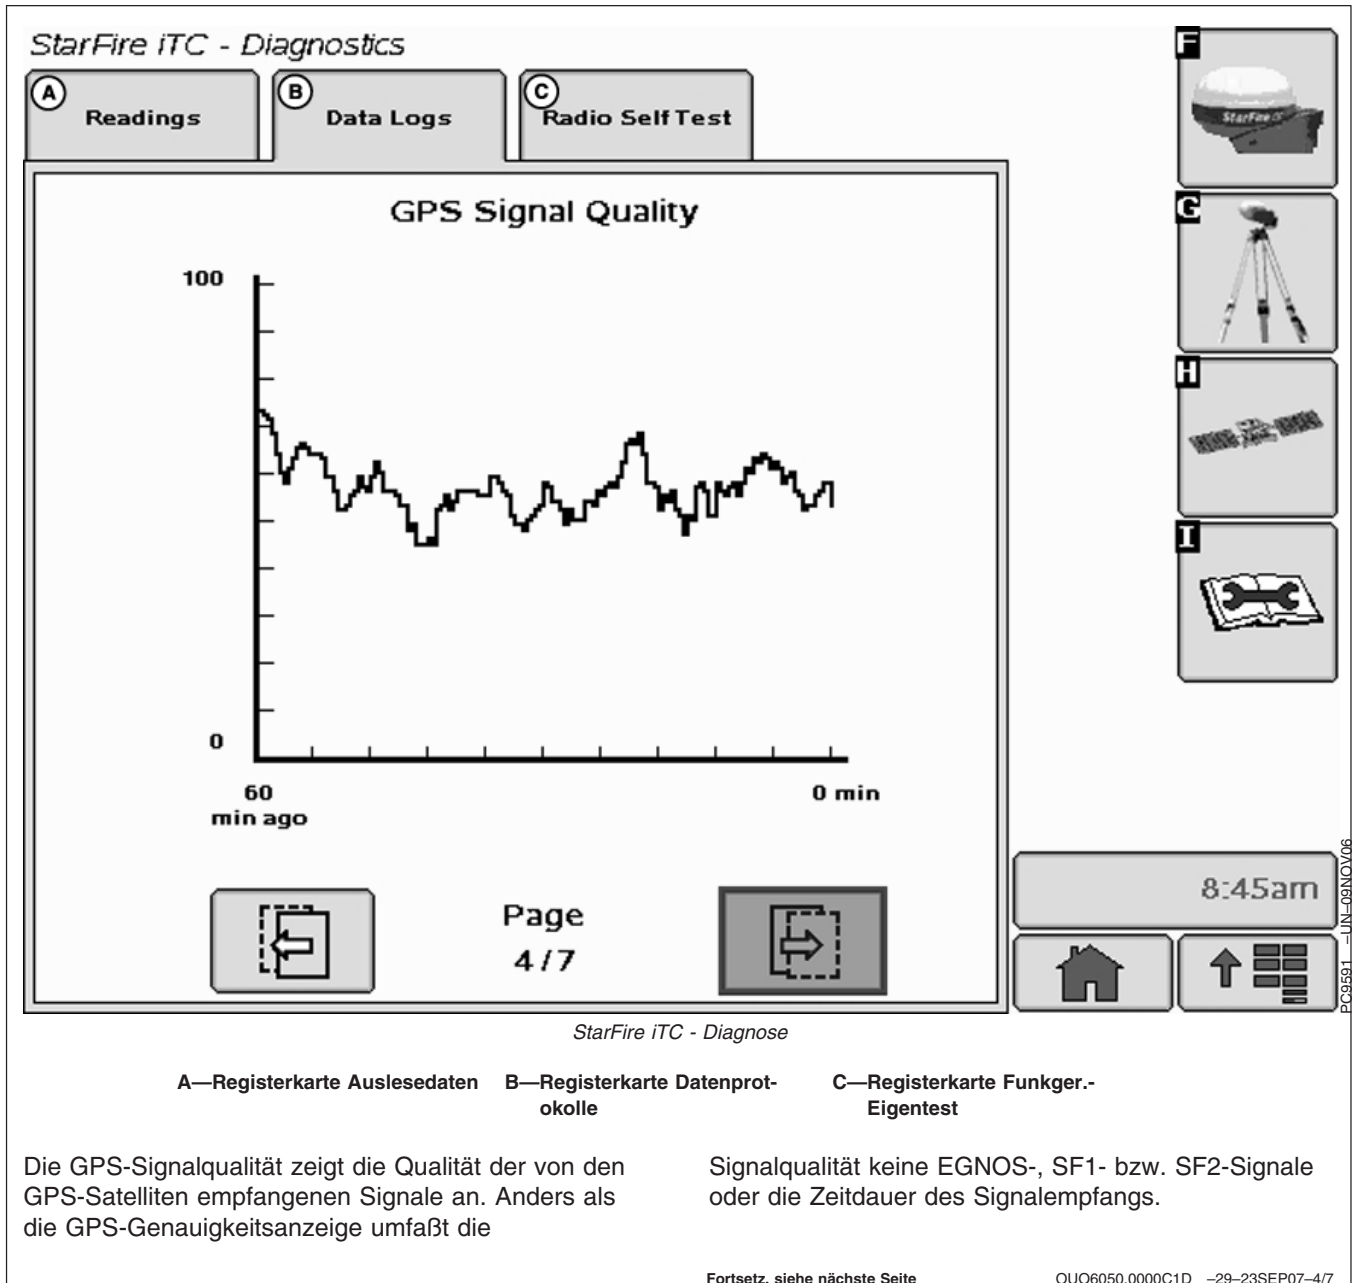 StarFire iTC - Diagnostics
A
Readings
B
Data Logs
C
Radio Self Test
GPS Signal Quality
100
0
60
min ago
0 min
Page
4 / 7
F
StarFire
G
H
I
8:45am
PC9591 –UN–09NOV06
StarFire iTC - Diagnose
A—Registerkarte Auslesedaten
B—Registerkarte Datenprot-
okolle
C—Registerkarte Funkger.-
Eigentest
Die GPS-Signalqualität zeigt die Qualität der von den
GPS-Satelliten empfangenen Signale an. Anders als
die GPS-Genauigkeitsanzeige umfaßt die
Signalqualität keine EGNOS-, SF1- bzw. SF2-Signale
oder die Zeitdauer des Signalempfangs.
Fortsetz. siehe nächste Seite
OUO6050,0000C1D –29–23SEP07–4/7